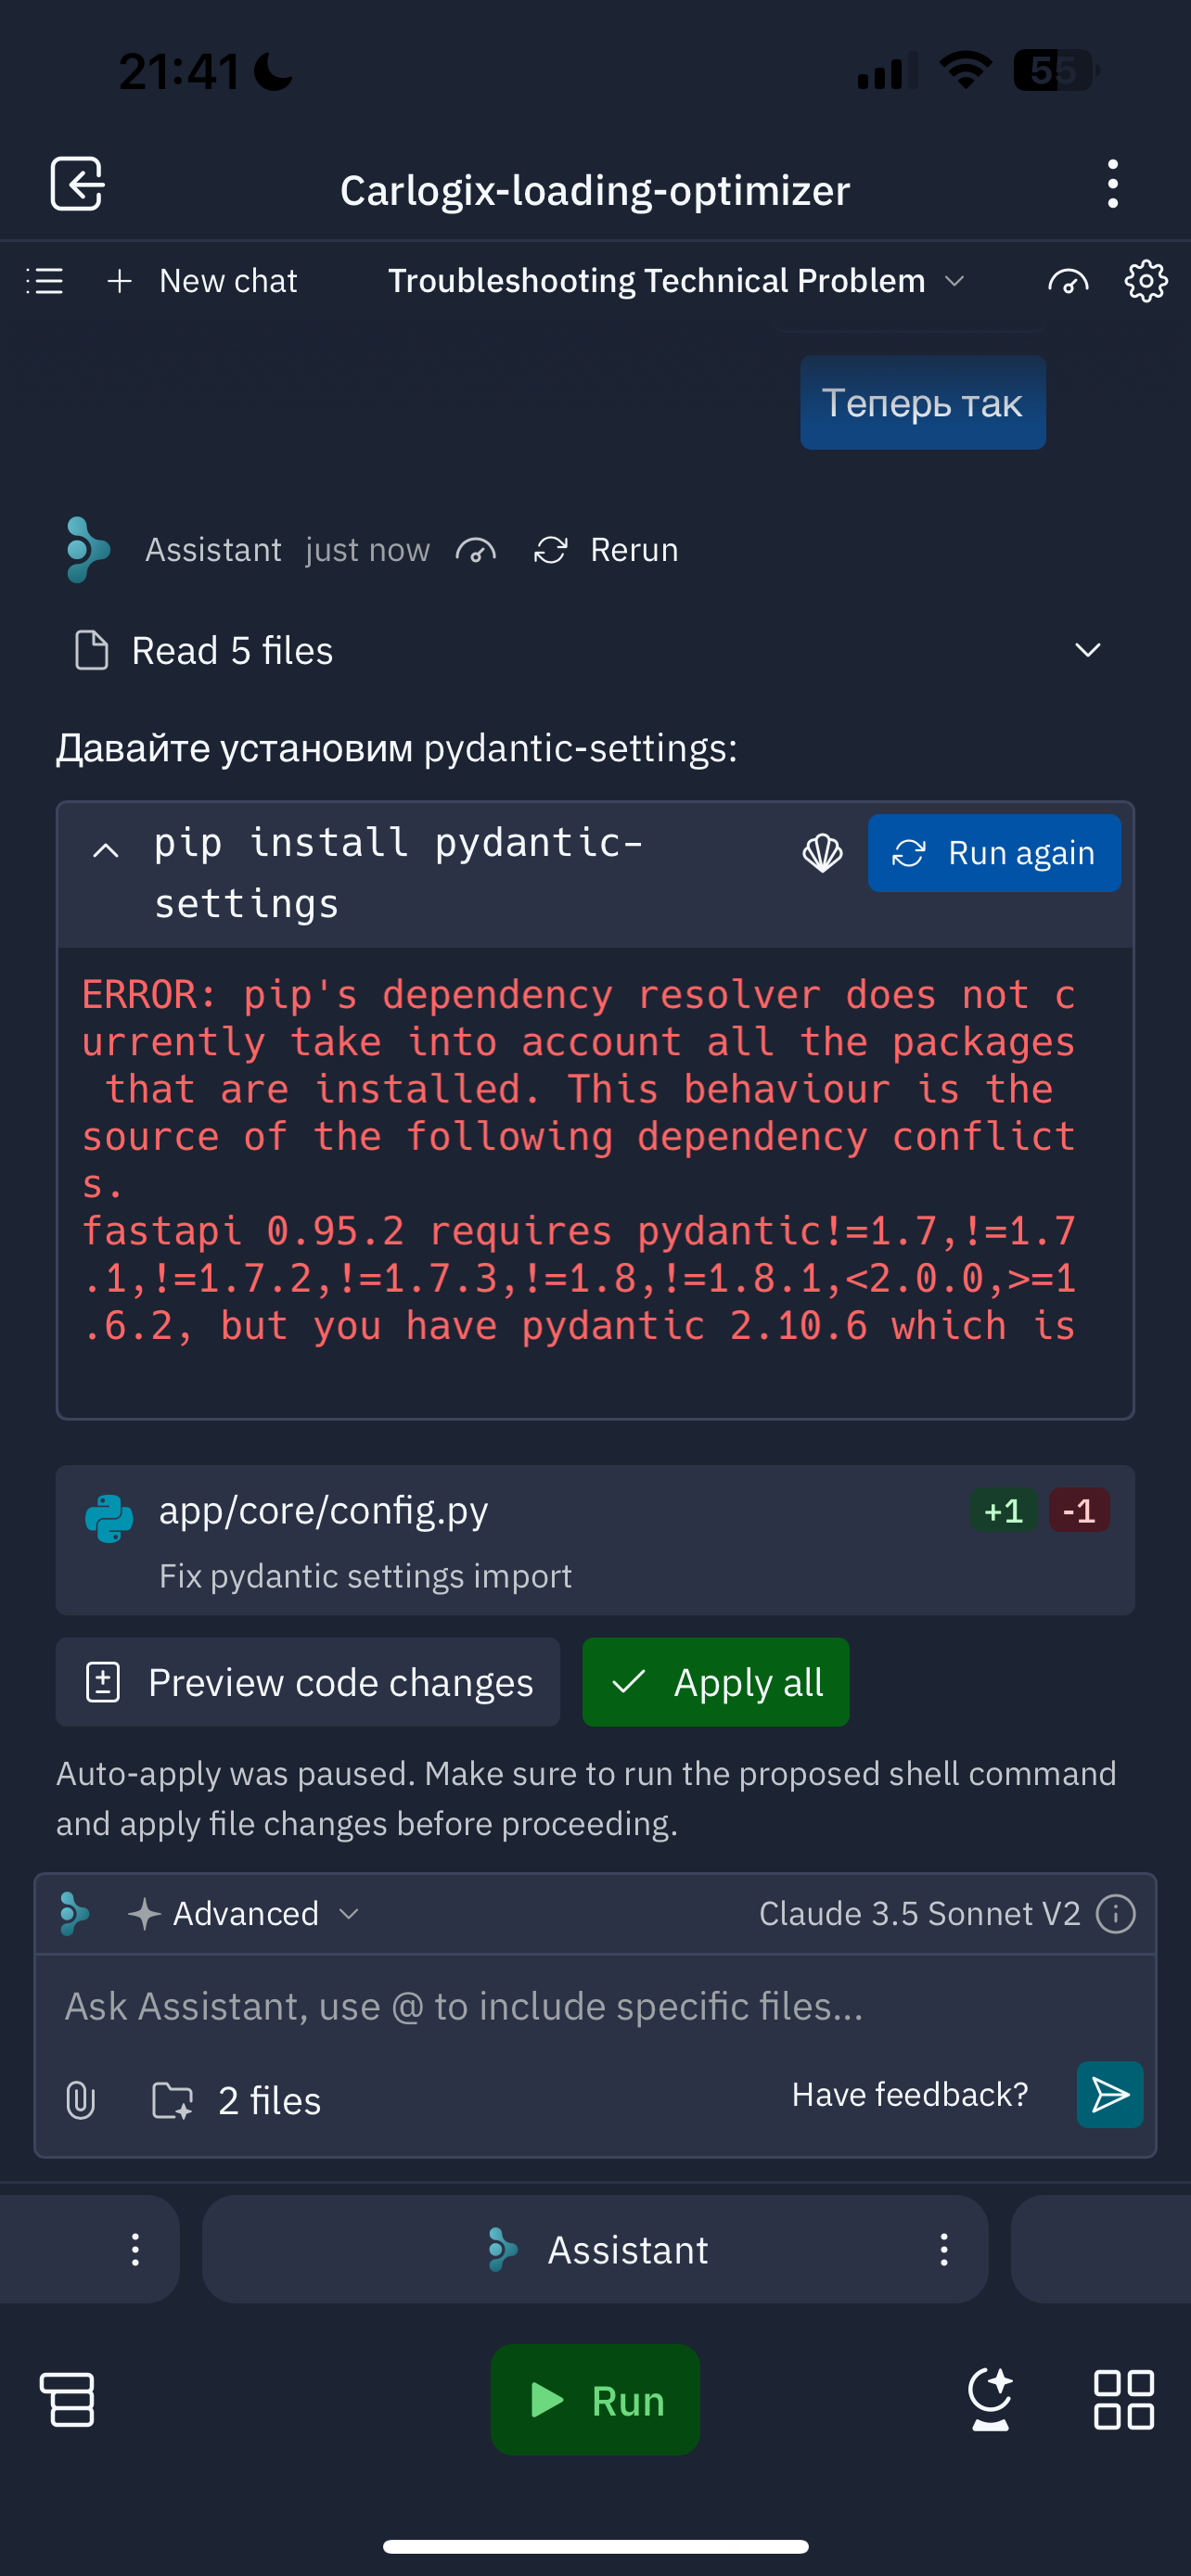 21:41
55
Carlogix-loading-optimizer
New chat
Troubleshooting Technical Problem
Теперь так
Assistant just now Rerun
Read 5 files
Давайте установим pydantic-settings:
pip install pydantic-
settings
Run again
ERROR: pip's dependency resolver does not c
urrently take into account all the packages
 that are installed. This behaviour is the
source of the following dependency conflict
s.
fastapi 0.95.2 requires pydantic!=1.7,!=1.7
.1,!=1.7.2,!=1.7.3,!=1.8,!=1.8.1,<2.0.0,>=1
.6.2, but you have pydantic 2.10.6 which is
app/core/config.py
+1 -1
Fix pydantic settings import
Preview code changes
Apply all
Auto-apply was paused. Make sure to run the proposed shell command
and apply file changes before proceeding.
Advanced
Claude 3.5 Sonnet V2
Ask Assistant, use @ to include specific files...
2 files
Have feedback?
Assistant
Run